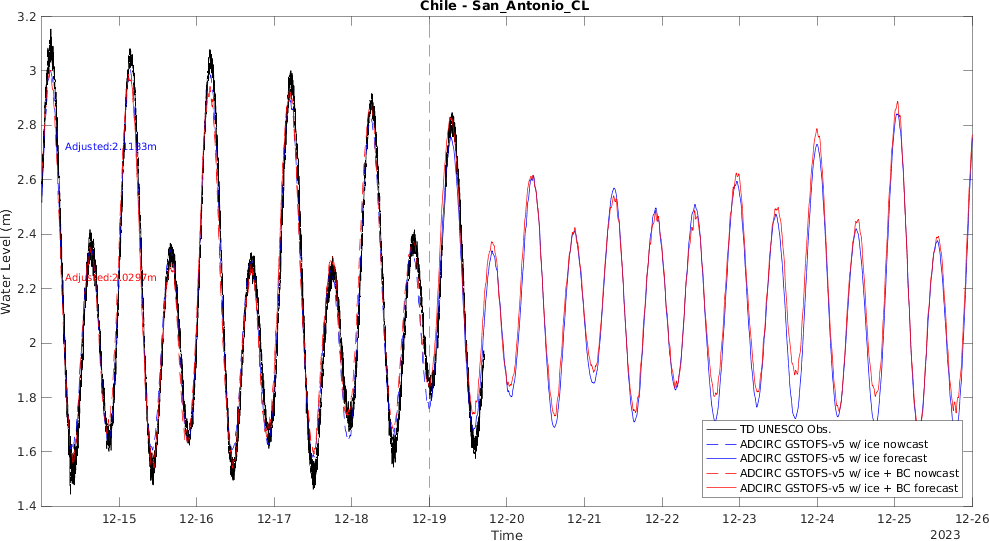 Chile - San_Antonio_CL
3.2
3
2.8
2.6
2.4
2.2
2
1.8
1.6
1.4
Water Level (m)
Adjusted:2.1183m
Adjusted:2.0297m
TD UNESCO Obs.
ADCIRC GSTOFS-v5 w/ ice nowcast
ADCIRC GSTOFS-v5 w/ ice forecast
ADCIRC GSTOFS-v5 w/ ice + BC nowcast
ADCIRC GSTOFS-v5 w/ ice + BC forecast
12-15 12-16 12-17 12-18 12-19 12-20 12-21 12-22 12-23 12-24 12-25 12-26
Time
2023